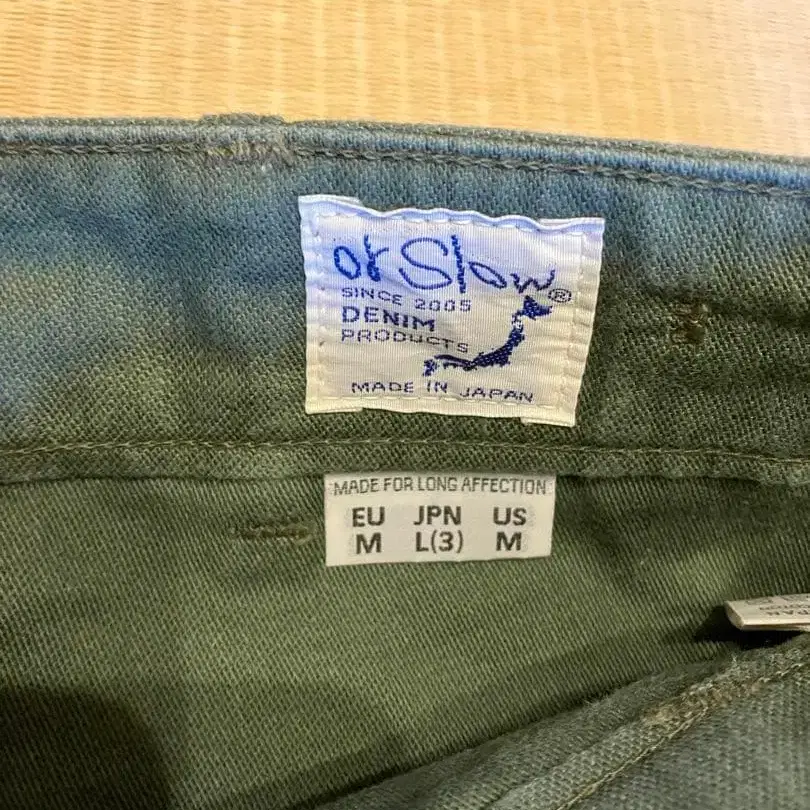 or Slow®
SINCE 2005
DENIM
PRODUCTS
MADE IN JAPAN
MADE FOR LONG AFFECTION
EU JPN US
M L(3) M